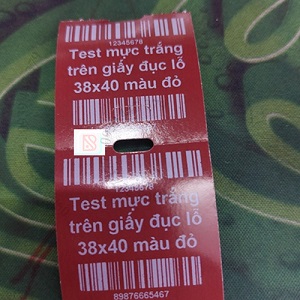 12345678
Test mực trắng
trên giấy đục lỗ
38x40 màu đỏ
12345678
Test mực trắng
trên giấy đục lỗ
38x40 màu đỏ
89876665467